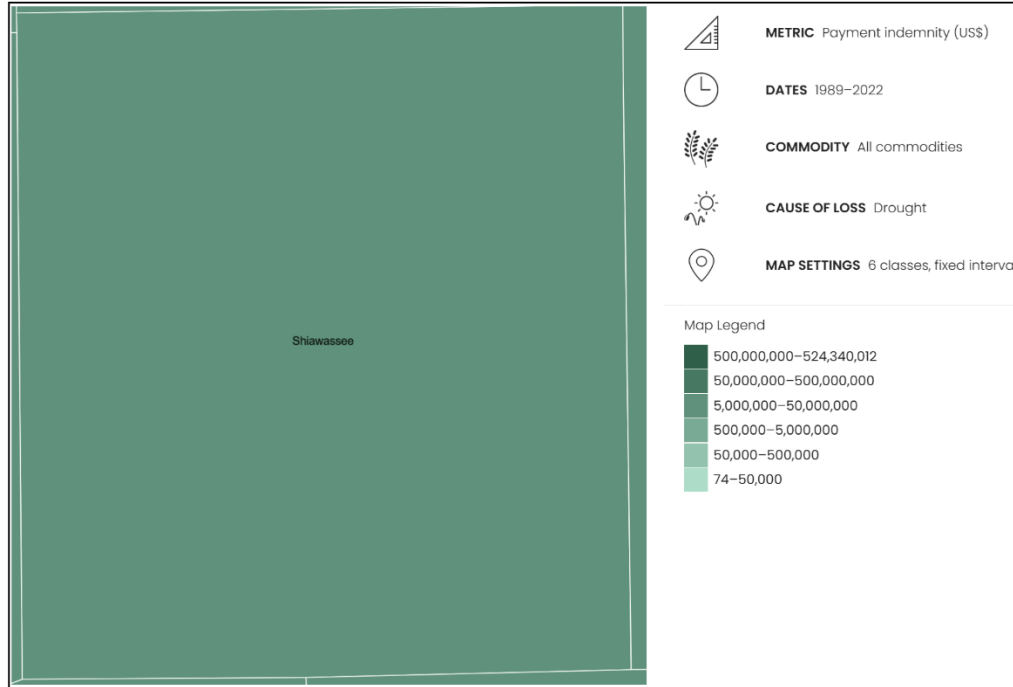 Shiawassee
METRIC Payment indemnity (US$)
DATES 1989–2022
COMMODITY All commodities
CAUSE OF LOSS Drought
MAP SETTINGS 6 classes, fixed interva
Map Legend
500,000,000–524,340,012
50,000,000–500,000,000
5,000,000–50,000,000
500,000–5,000,000
50,000–500,000
74–50,000